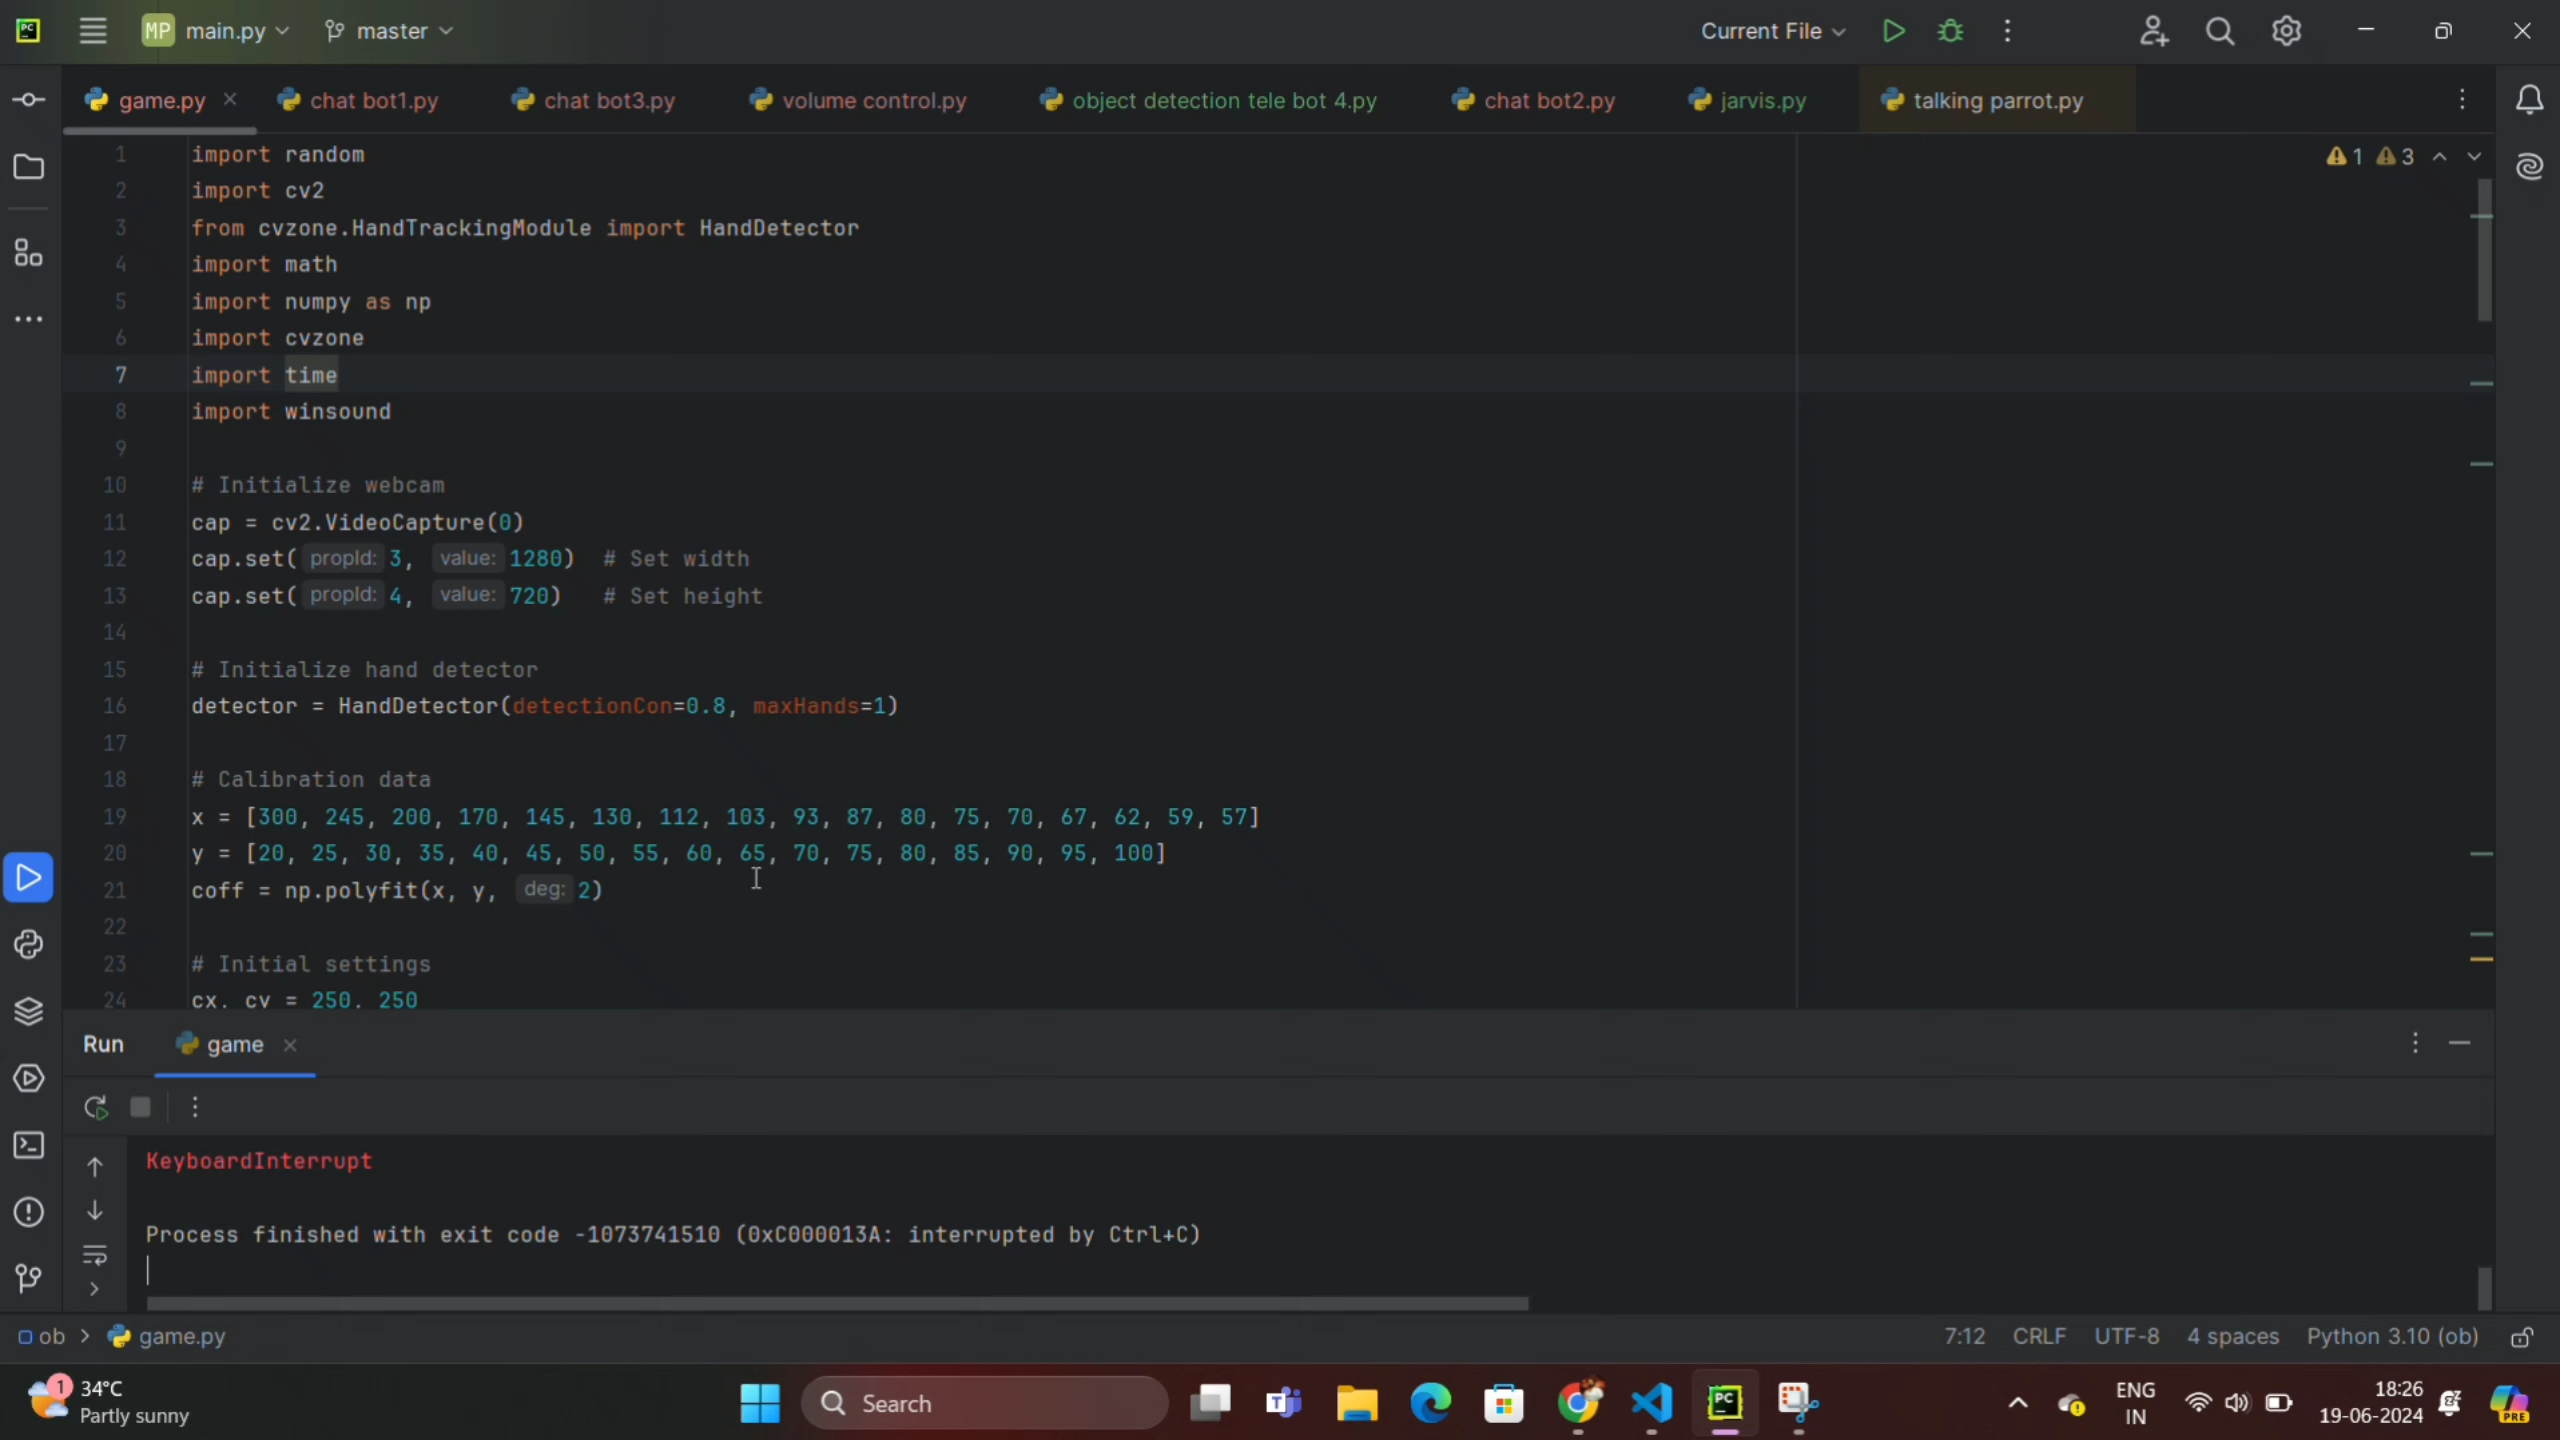 PC MP main.py master Current File
game.py chat bot1.py chat bot3.py volume control.py object detection tele bot 4.py chat bot2.py jarvis.py talking parrot.py
1 import random 1 3
2 import cv2
3 from cvzone.HandTrackingModule import HandDetector
4 import math
5 import numpy as np
6 import cvzone
7 import time
8 import winsound
9
10 # Initialize webcam
11 cap = cv2.VideoCapture(0)
12 cap.set( propId: 3, value: 1280) # Set width
13 cap.set( propId: 4, value: 720) # Set height
14
15 # Initialize hand detector
16 detector = HandDetector(detectionCon=0.8, maxHands=1)
17
18 # Calibration data
19 x = [300, 245, 200, 170, 145, 130, 112, 103, 93, 87, 80, 75, 70, 67, 62, 59, 57]
20 y = [20, 25, 30, 35, 40, 45, 50, 55, 60, 65, 70, 75, 80, 85, 90, 95, 100]
21 coff = np.polyfit(x, y, deg: 2)
22
23 # Initial settings
24 cx, cy = 250, 250
Run game
KeyboardInterrupt
Process finished with exit code -1073741510 (0xC000013A: interrupted by Ctrl+C)
ob > game.py 7:12 CRLF UTF-8 4 spaces Python 3.10 (ob)
1 34°C
Partly sunny
Search
PC
ENG
IN
18:26
19-06-2024
PRE